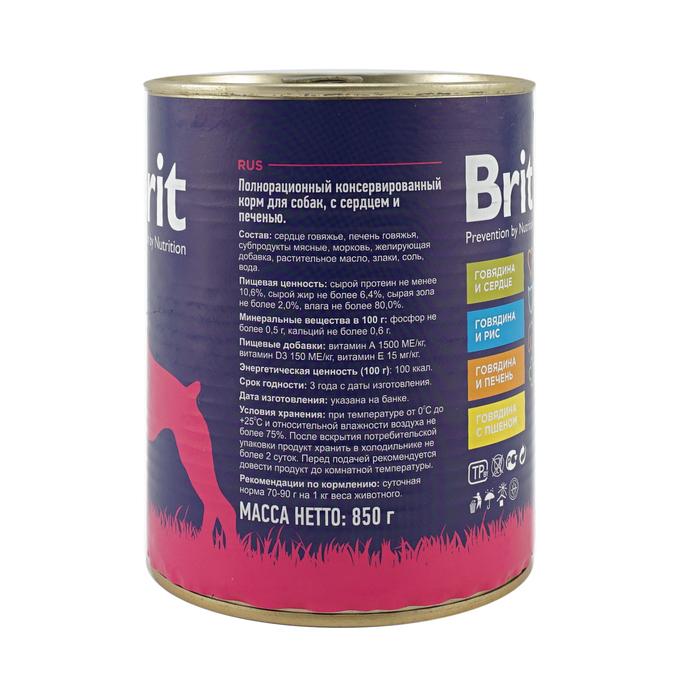 rit
Prevention by Nutrition
RUS
Полнорационный консервированный
корм для собак, с сердцем и
печенью.
Состав: сердце говяжье, печень говяжья,
субпродукты мясные, морковь, желирующая
добавка, растительное масло, злаки, соль,
вода.
Пищевая ценность: сырой протеин не менее
10,6%, сырой жир не более 6,4%, сырая зола
не более 2,0%, влага не более 80,0%.
Минеральные вещества в 100 г: фосфор не
более 0,5 г, кальций не более 0,6 г.
Пищевые добавки: витамин А 1500 МЕ/кг,
витамин D3 150 МЕ/кг, витамин Е 15 мг/кг.
Энергетическая ценность (100 г): 100 ккал.
Срок годности: 3 года с даты изготовления.
Дата изготовления: указана на банке.
Условия хранения: при температуре от 0°С до
+25°С и относительной влажности воздуха не
более 75%. После вскрытия потребительской
упаковки продукт хранить в холодильнике не
более 2 суток. Перед подачей рекомендуется
довести продукт до комнатной температуры.
Рекомендации по кормлению: суточная
норма 70-90 г на 1 кг веса животного.
МАССА НЕТТО: 850 г
Brit
Prevention by Nutrition
ГОВЯДИНА
И СЕРДЦЕ
ГОВЯДИНА
И РИС
ГОВЯДИНА
И ПЕЧЕНЬ
ГОВЯДИНА
С ПШЕНОМ